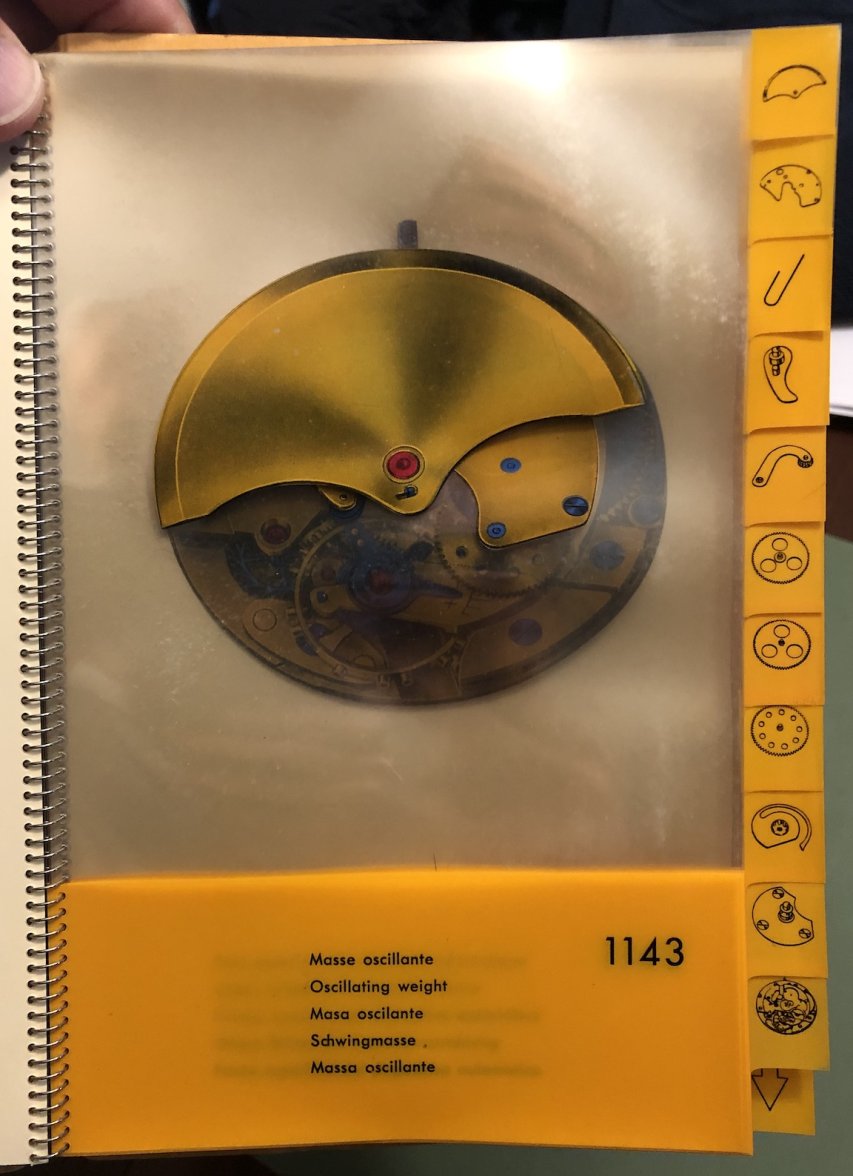 1143
Masse oscillante
Oscillating weight
Masa oscilante
Schwingmasse
Massa oscillante